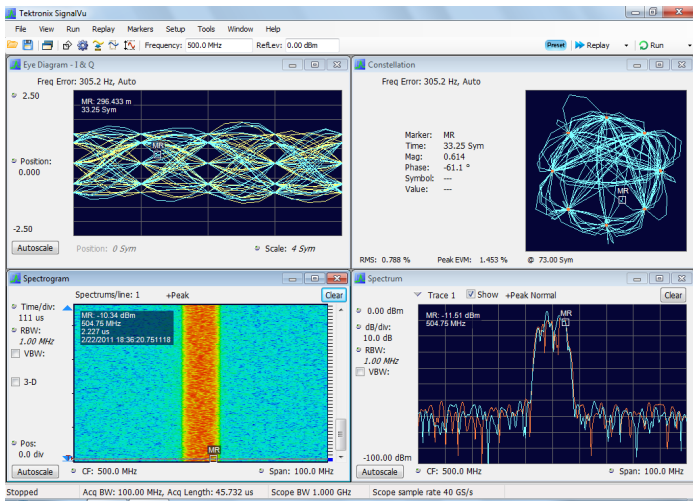 Tektronix SignalVu
File View Run Replay Markers Setup Tools Window Help
Frequency: 500.0 MHz RefLev: 0.00 dBm Preset Replay Run
Eye Diagram - I & Q
Freq Error: 305.2 Hz, Auto
2.50
MR: 296.433 m
33.25 Sym
MR
Position:
0.000
-2.50
Autoscale Position: 0 Sym Scale: 4 Sym
Constellation
Freq Error: 305.2 Hz, Auto
Marker: MR
Time: 33.25 Sym
Mag: 0.614
Phase: -61.1 °
Symbol: ---
Value: ---
MR
RMS: 0.788 % Peak EVM: 1.453 % @ 73.00 Sym
Spectrogram
Spectrums/line: 1 +Peak Clear
Time/div:
111 us
RBW:
1.00 MHz
VBW:
3-D
MR: -10.34 dBm
504.75 MHz
2.227 us
2/22/2011 18:36:20.751118
MR
Pos:
0.0 div
Autoscale CF: 500.0 MHz Span: 100.0 MHz
Spectrum
Trace 1 Show +Peak Normal Clear
0.00 dBm
dB/div:
10.0 dB
RBW:
1.00 MHz
VBW:
MR: -11.51 dBm
504.75 MHz
MR
-100.00 dBm
Autoscale CF: 500.0 MHz Span: 100.0 MHz
Stopped Acq BW: 100.00 MHz, Acq Length: 45.732 us Scope BW 1.000 GHz Scope sample rate 40 GS/s